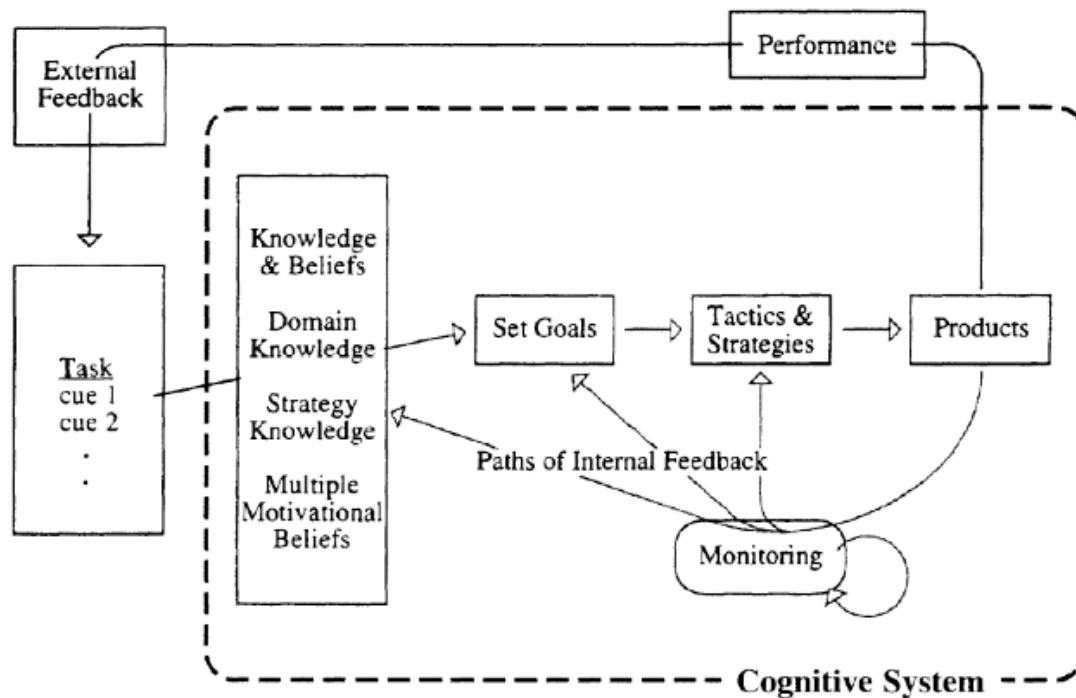 External
Feedback
Performance
Knowledge
& Beliefs
Domain
Knowledge
Strategy
Knowledge
Multiple
Motivational
Beliefs
Set Goals
Tactics &
Strategies
Products
Task
cue 1
cue 2
.
.
Paths of Internal Feedback
Monitoring
Cognitive System